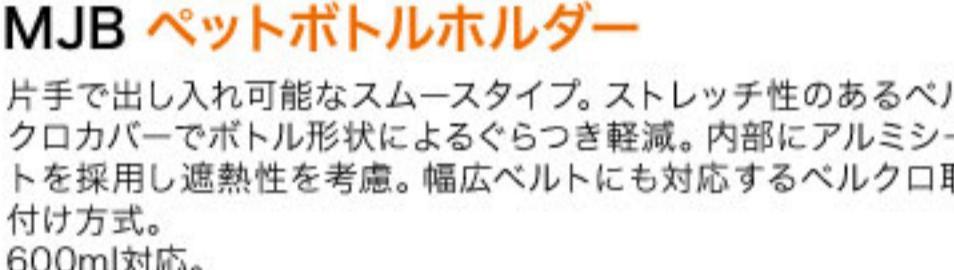 MJB ペットボトルホルダー
片手で出し入れ可能なスムースタイプ。ストレッチ性のあるベル
クロカバーでボトル形状によるぐらつき軽減。内部にアルミシー
トを採用し遮熱性を考慮。幅広ベルトにも対応するベルクロ取
付け方式。
600ml対応。